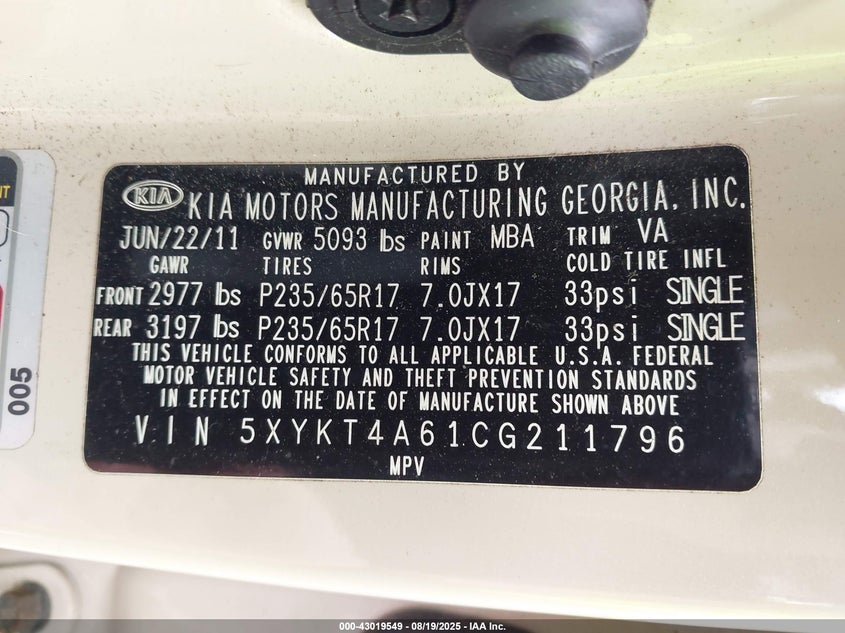 MANUFACTURED BY
KIA KIA MOTORS MANUFACTURING GEORGIA, INC.
JUN/22/11 GVWR 5093 lbs PAINT MBA TRIM VA
GAWR TIRES RIMS COLD TIRE INFL
FRONT 2977 lbs P235/65R17 7.0JX17 33psi SINGLE
REAR 3197 lbs P235/65R17 7.0JX17 33psi SINGLE
THIS VEHICLE CONFORMS TO ALL APPLICABLE U.S.A. FEDERAL
MOTOR VEHICLE SAFETY AND THEFT PREVENTION STANDARDS
IN EFFECT ON THE DATE OF MANUFACTURE SHOWN ABOVE
VIN 5XYKT4A61CG211796
MPV
005
000-43019549 - 08/19/2025 - IAA Inc.